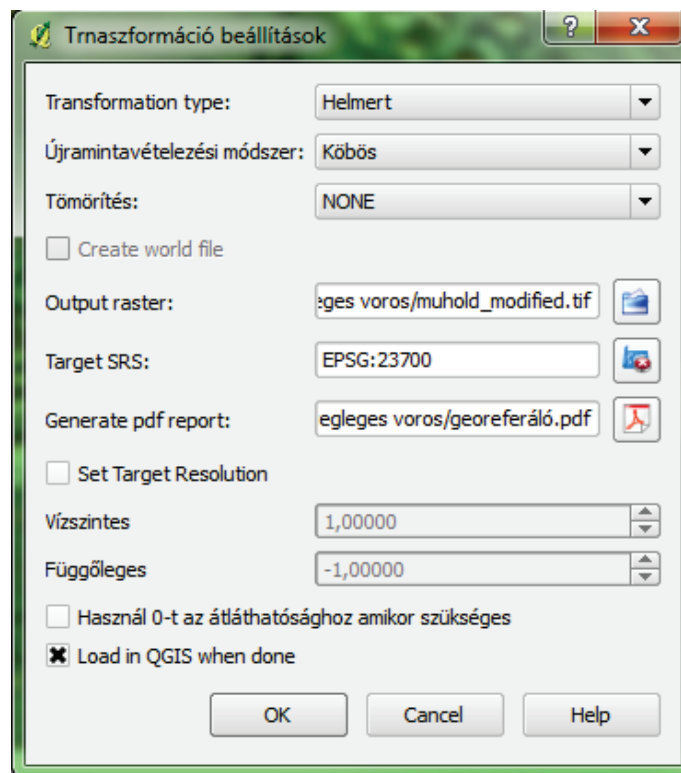 Trnaszformáció beállítások
Transformation type: Helmert
Újramintavételezési módszer: Köbös
Tömörítés: NONE
Create world file
Output raster: eges voros/muhold_modified.tif
Target SRS: EPSG:23700
Generate pdf report: egleges voros/georeferáló.pdf
Set Target Resolution
Vízszintes 1,00000
Függőleges -1,00000
Használ 0-t az átláthatósághoz amikor szükséges
Load in QGIS when done
OK Cancel Help